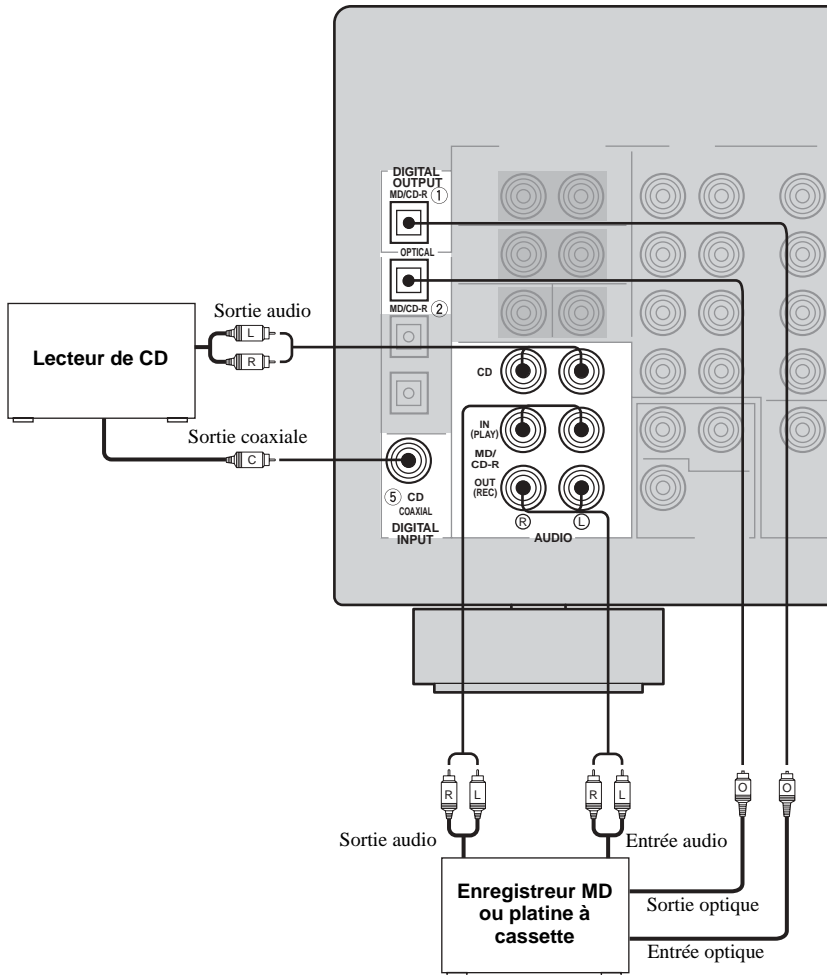 DIGITAL
OUTPUT
MD/CD-R ①
OPTICAL
MD/CD-R ②
Sortie audio
L
R
Lecteur de CD
CD
IN
(PLAY)
MD/
CD-R
OUT
(REC)
R L
AUDIO
Sortie coaxiale
C
⑤ CD
COAXIAL
DIGITAL
INPUT
R L
R L
O O
Sortie audio
Entrée audio
Enregistreur MD
ou platine à
cassette
Sortie optique
Entrée optique